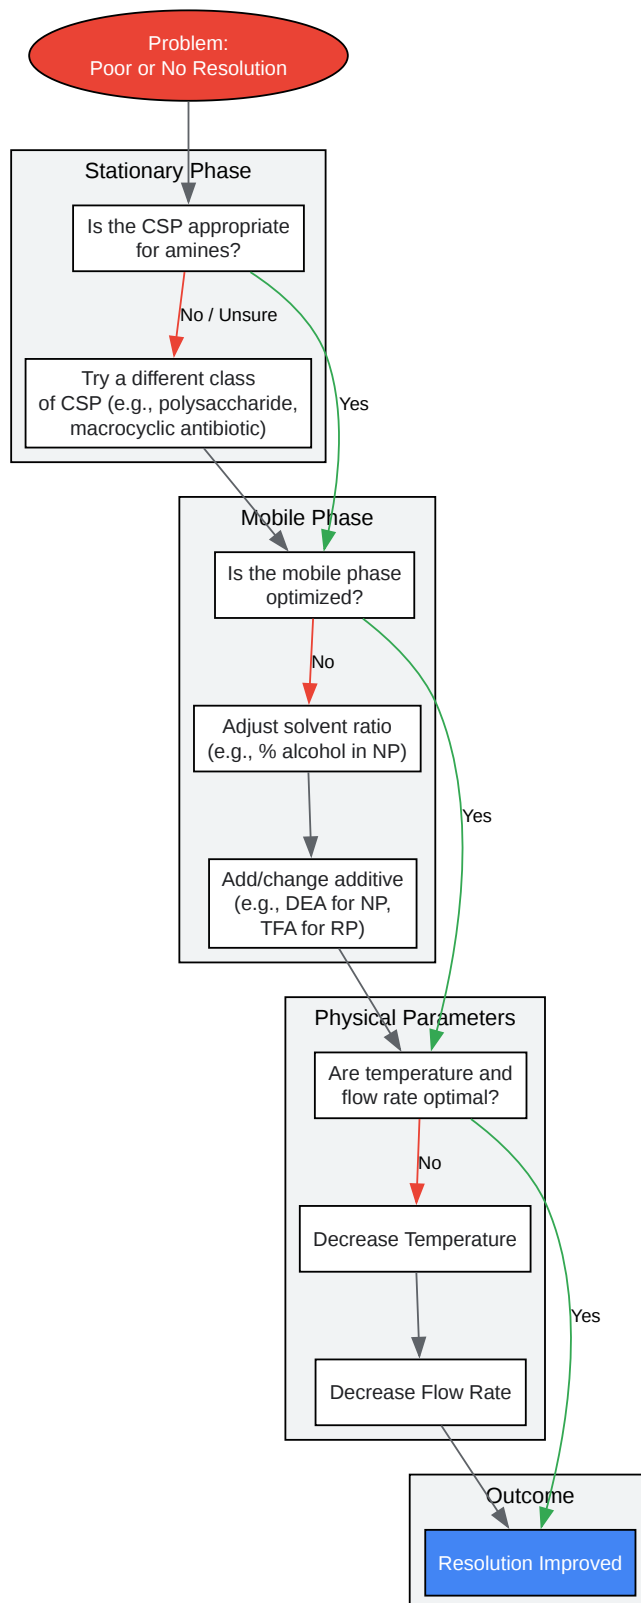 Problem:
Poor or No Resolution
Stationary Phase
Is the CSP appropriate
for amines?
No / Unsure
Try a different class
of CSP (e.g., polysaccharide,
macrocyclic antibiotic)
Yes
Mobile Phase
Is the mobile phase
optimized?
No
Adjust solvent ratio
(e.g., % alcohol in NP)
Yes
Add/change additive
(e.g., DEA for NP,
TFA for RP)
Physical Parameters
Are temperature and
flow rate optimal?
No
Decrease Temperature
Yes
Decrease Flow Rate
Outcome
Resolution Improved